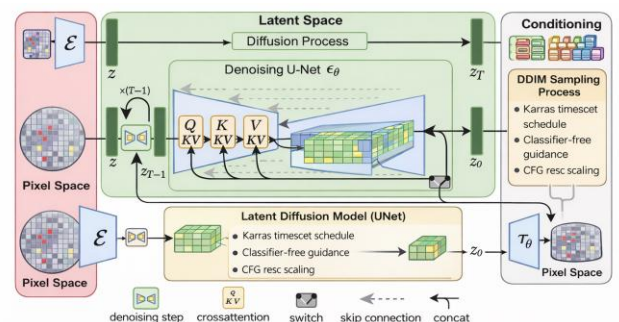 Latent Space
Conditioning
ε
z
Diffusion Process
z_T
Denoising U-Net ϵ_θ
×(T−1)
Q
KV
K
KV
V
KV
z
z_{T−1}
z_0
switch
Pixel Space
DDIM Sampling
Process
• Karras timescet
schedule
• Classifier-free
guidance
• CFG resc scaling
Latent Diffusion Model (UNet)
ε
• Karras timescet schedule
• Classifier-free guidance
• CFG resc scaling
z_0
τ_θ
Pixel Space
Pixel Space
denoising step
Q
KV
crossattention
switch
skip connection
concat